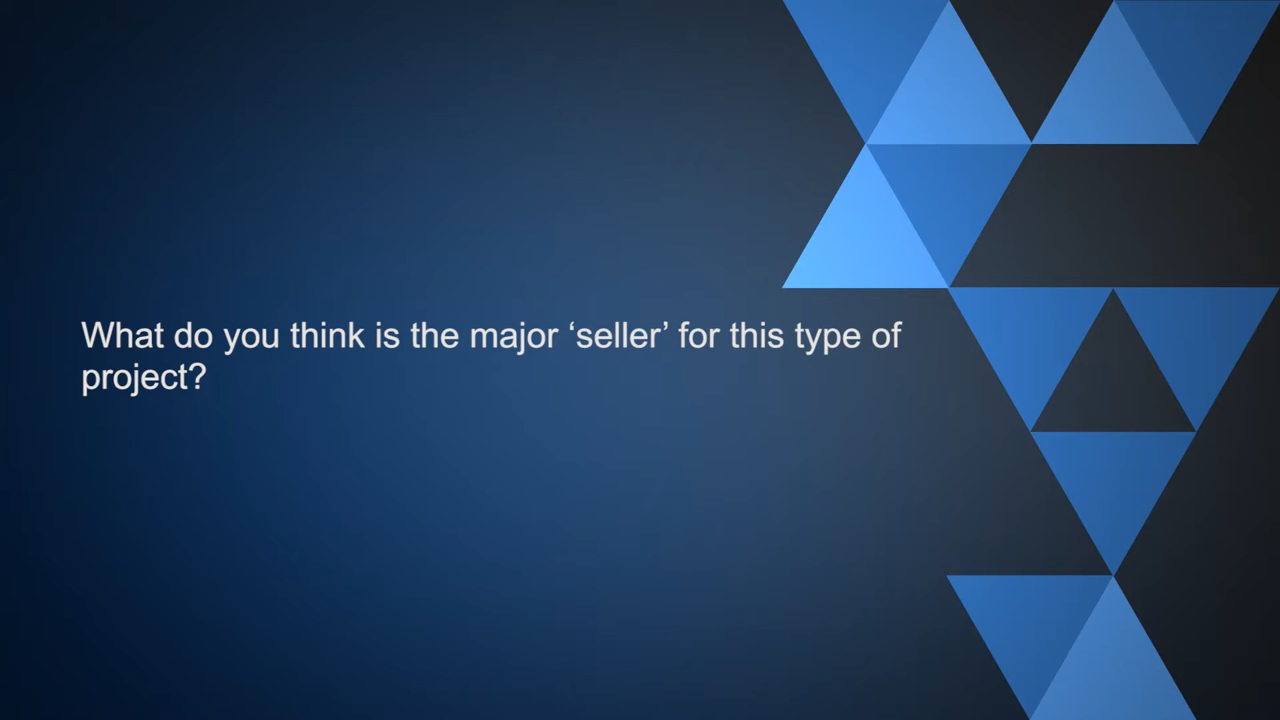 What do you think is the major ‘seller’ for this type of
project?